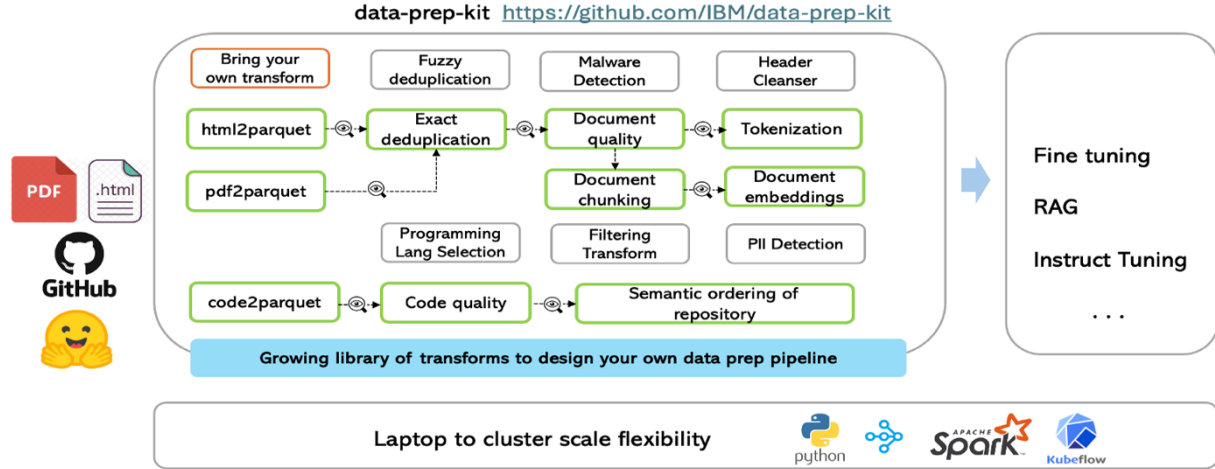 data-prep-kit https://github.com/IBM/data-prep-kit
Bring your
own transform
Fuzzy
deduplication
Malware
Detection
Header
Cleanser
html2parquet
Exact
deduplication
Document
quality
Tokenization
pdf2parquet
Document
chunking
Document
embeddings
Programming
Lang Selection
Filtering
Transform
PII Detection
code2parquet
Code quality
Semantic ordering of
repository
Growing library of transforms to design your own data prep pipeline
PDF
.html
GitHub
Fine tuning
RAG
Instruct Tuning
. . .
Laptop to cluster scale flexibility
python
APACHE
Spark
Kubeflow